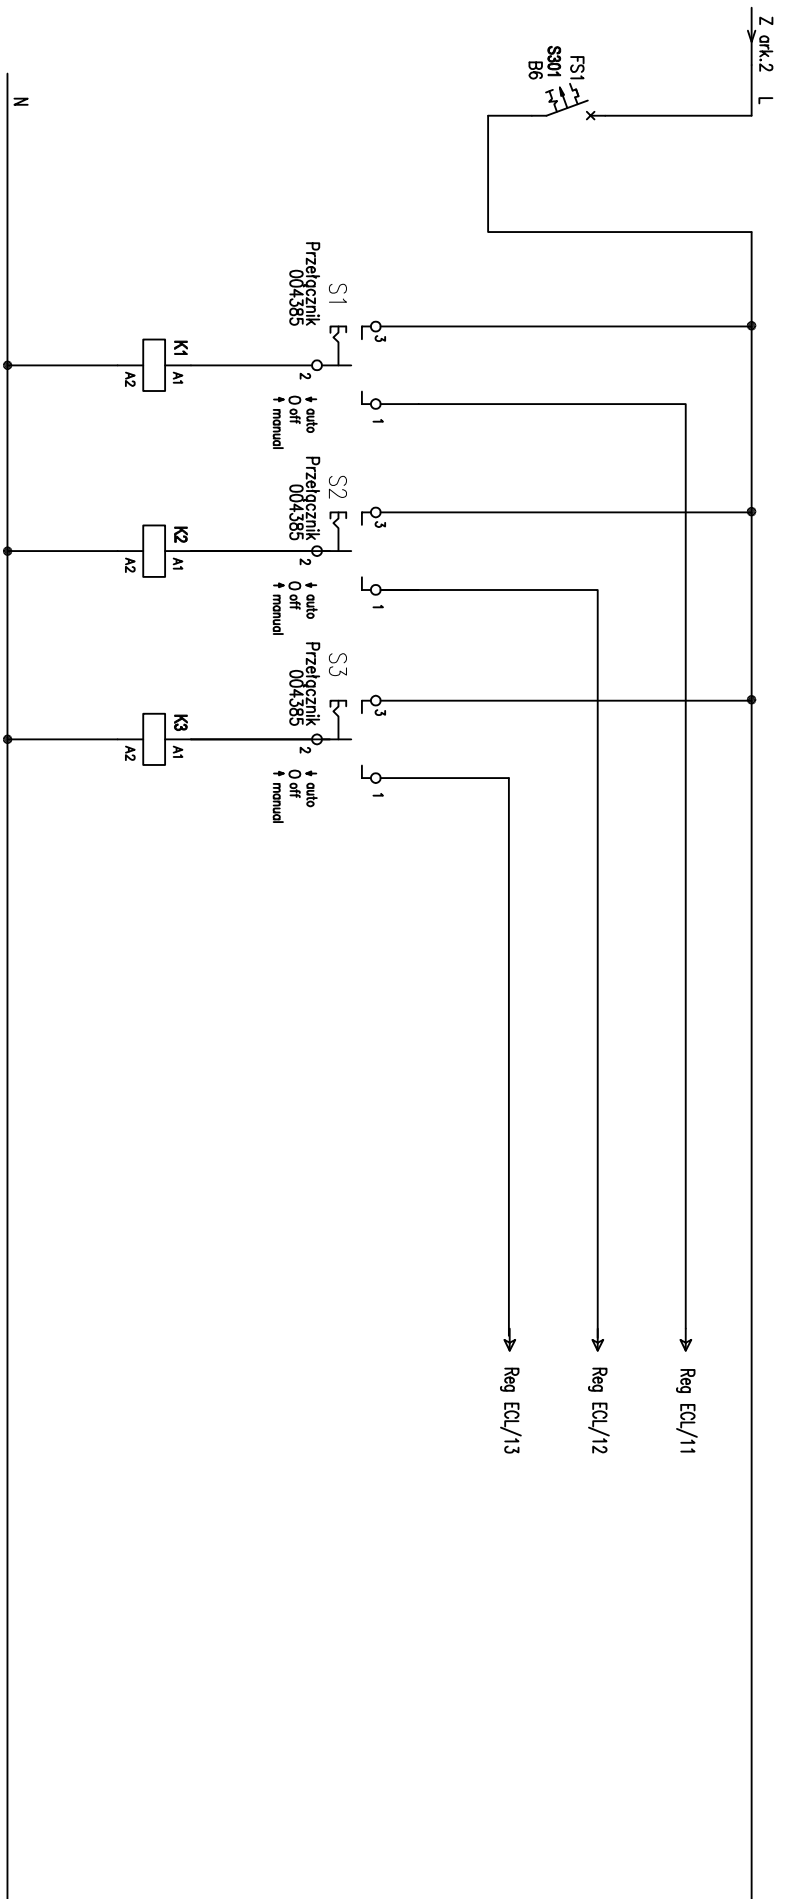 Z ark.2
L
FS1
S301
B6
N
S1
Przełącznik
004385
3
1
2
auto
0 off
manual
K1
A1
A2
S2
Przełącznik
004385
3
1
2
auto
0 off
manual
K2
A1
A2
S3
Przełącznik
004385
3
1
2
auto
0 off
manual
K3
A1
A2
Reg ECL/11
Reg ECL/12
Reg ECL/13